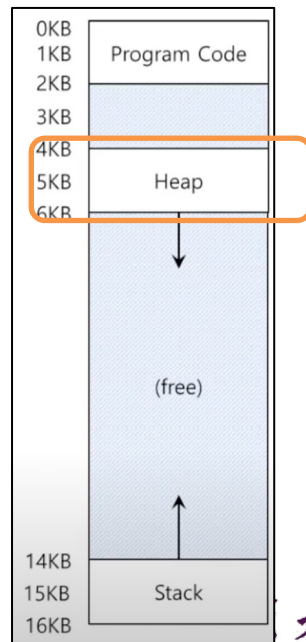 0KB
1KB
Program Code
2KB
3KB
4KB
5KB
Heap
6KB
(free)
14KB
15KB
Stack
16KB